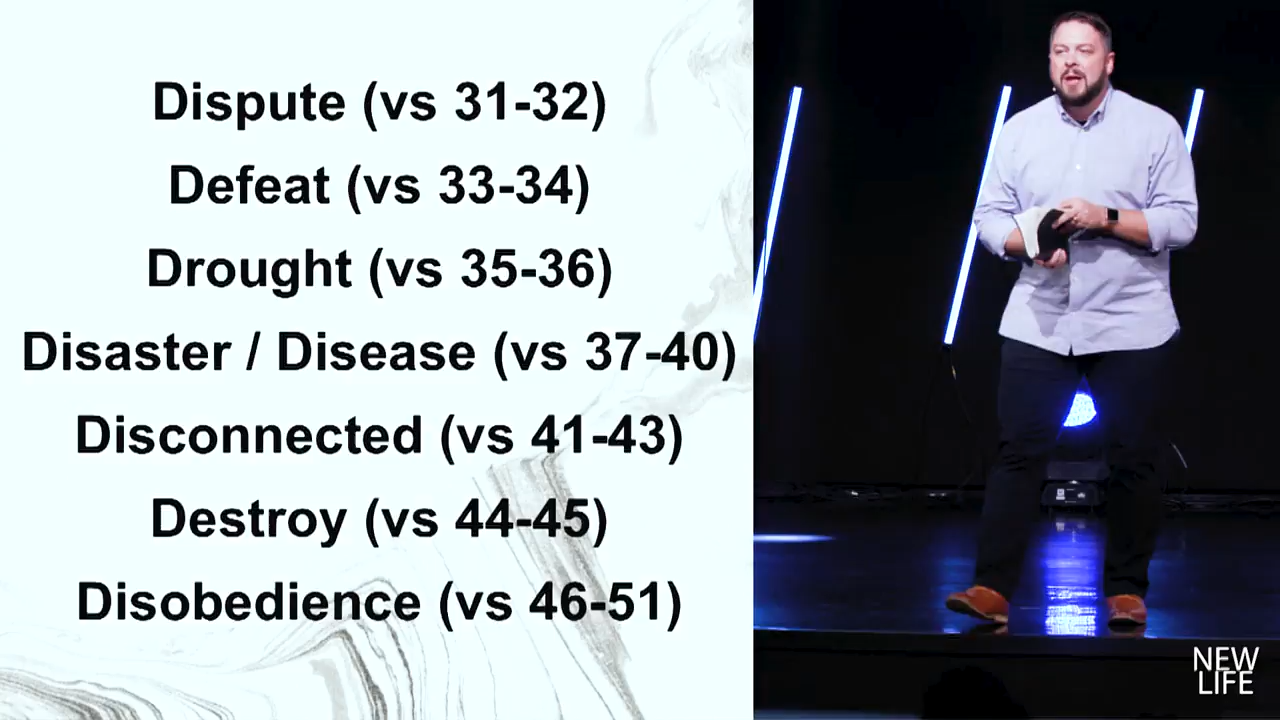 Dispute (vs 31-32)
Defeat (vs 33-34)
Drought (vs 35-36)
Disaster / Disease (vs 37-40)
Disconnected (vs 41-43)
Destroy (vs 44-45)
Disobedience (vs 46-51)
NEW
LIFE